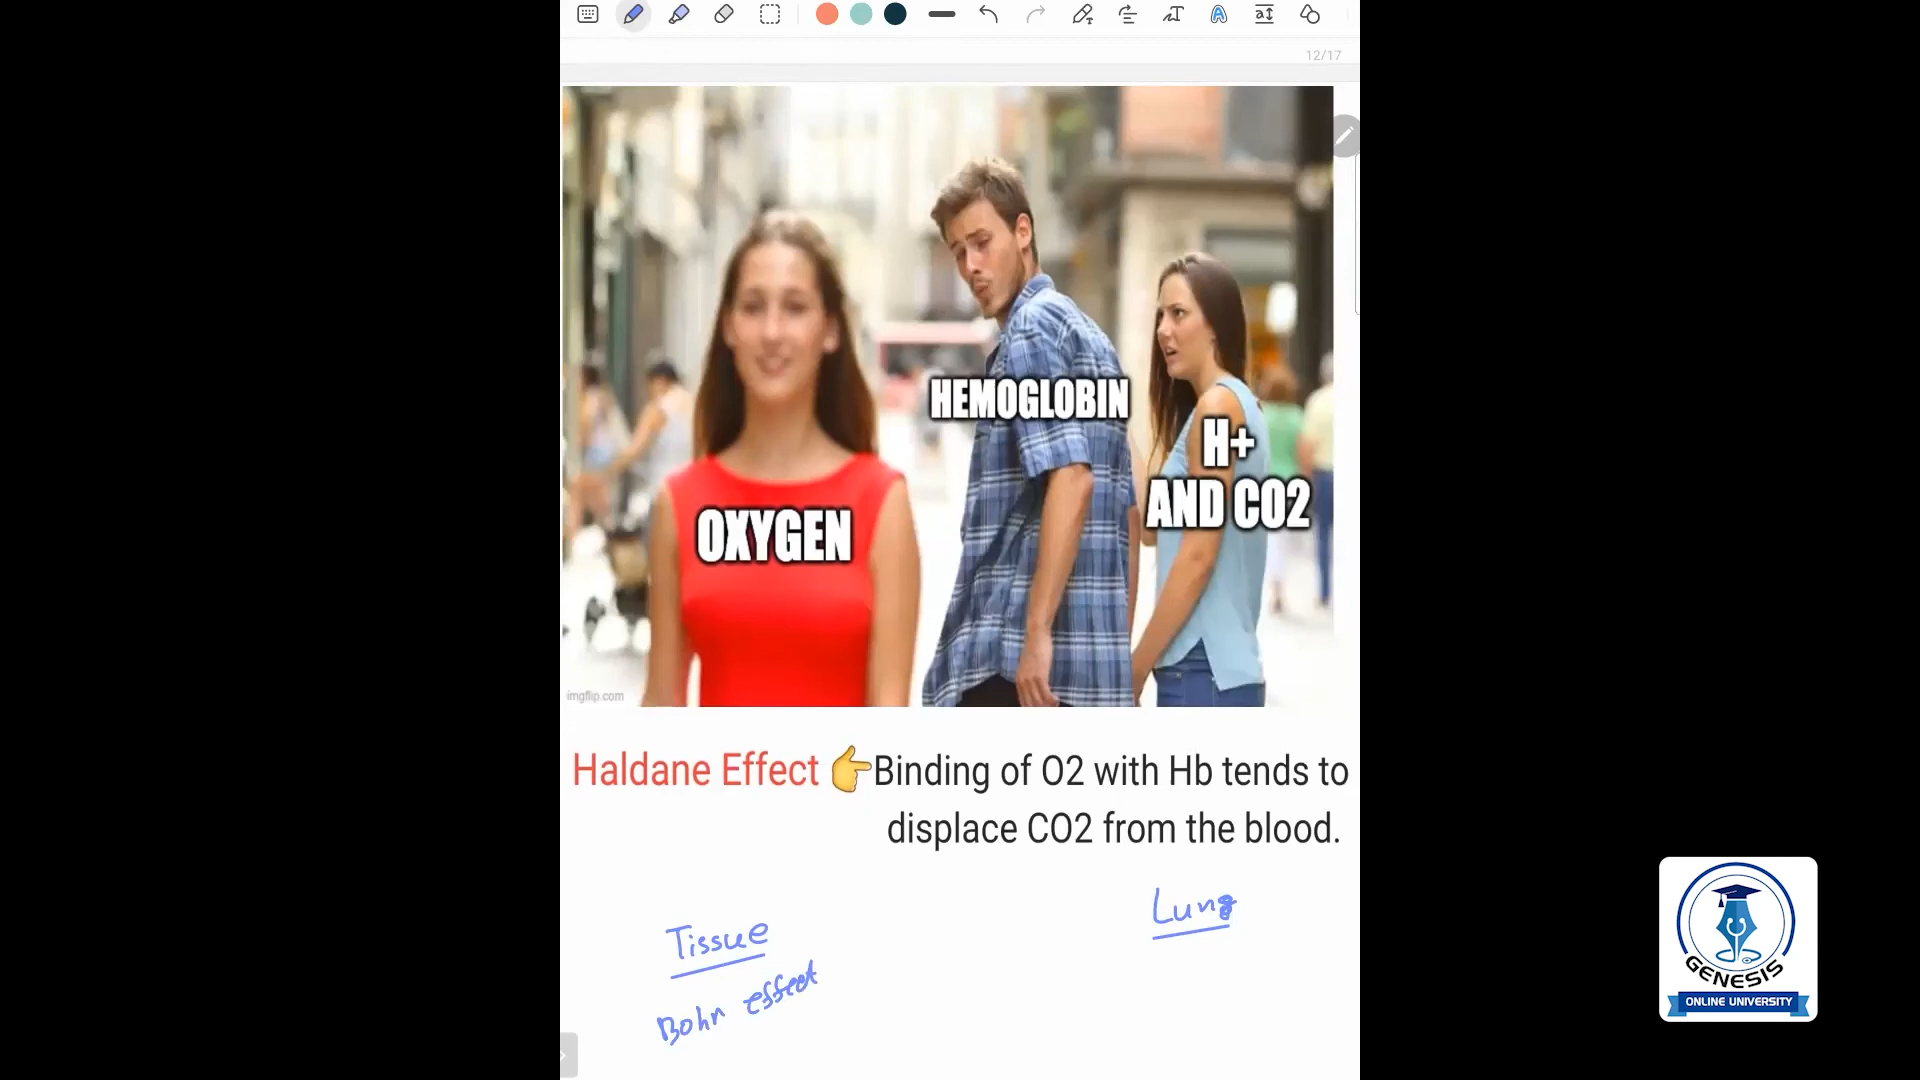 12/17
HEMOGLOBIN
H+
AND CO2
OXYGEN
imgflip.com
Haldane Effect 👉Binding of O2 with Hb tends to
displace CO2 from the blood.
Lung
Tissue
Bohr effect
GENESIS
ONLINE UNIVERSITY